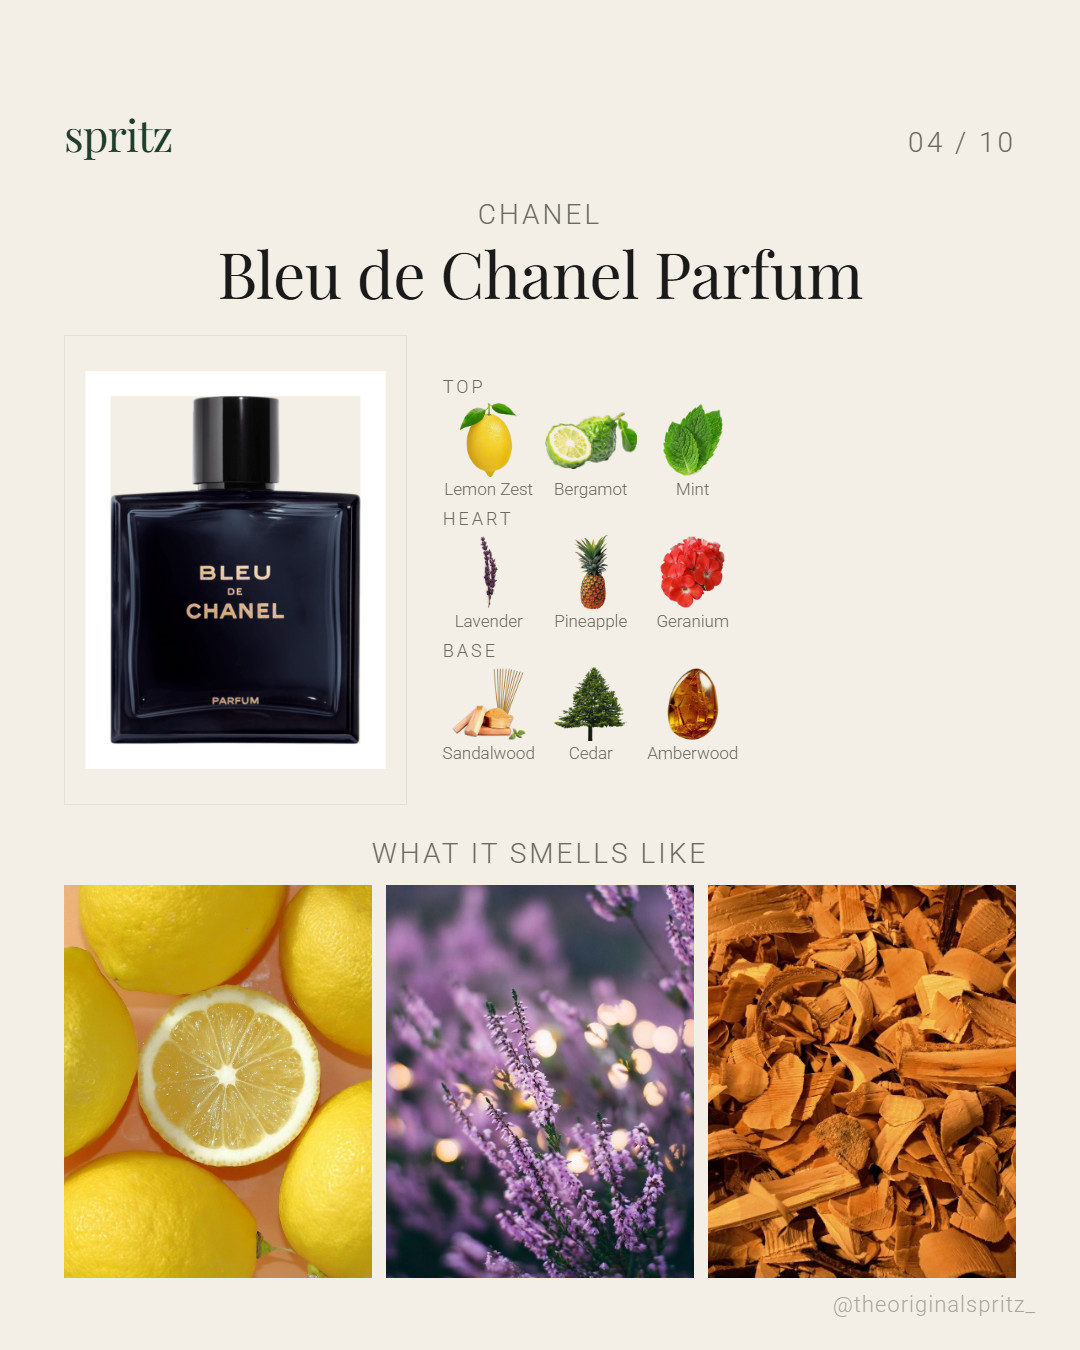 spritz
04 / 10
CHANEL
Bleu de Chanel Parfum
BLEU
DE
CHANEL
PARFUM
TOP
Lemon Zest Bergamot Mint
HEART
Lavender Pineapple Geranium
BASE
Sandalwood Cedar Amberwood
WHAT IT SMELLS LIKE
@theoriginalspritz_